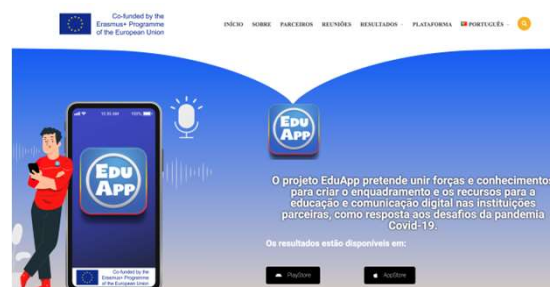 Co-funded by the
Erasmus+ Programme
of the European Union
INÍCIO SOBRE PARCEIROS REUNIÕES RESULTADOS PLATAFORMA PORTUGUÊS
EDU
APP
O projeto EduApp pretende unir forças e conhecimentos
para criar o enquadramento e os recursos para a
educação e comunicação digital nas instituições
parceiras, como resposta aos desafios da pandemia
Covid-19.
Os resultados estão disponíveis em:
PlayStore AppStore
EDU
APP
Co-funded by the
Erasmus+ Programme
of the European Union